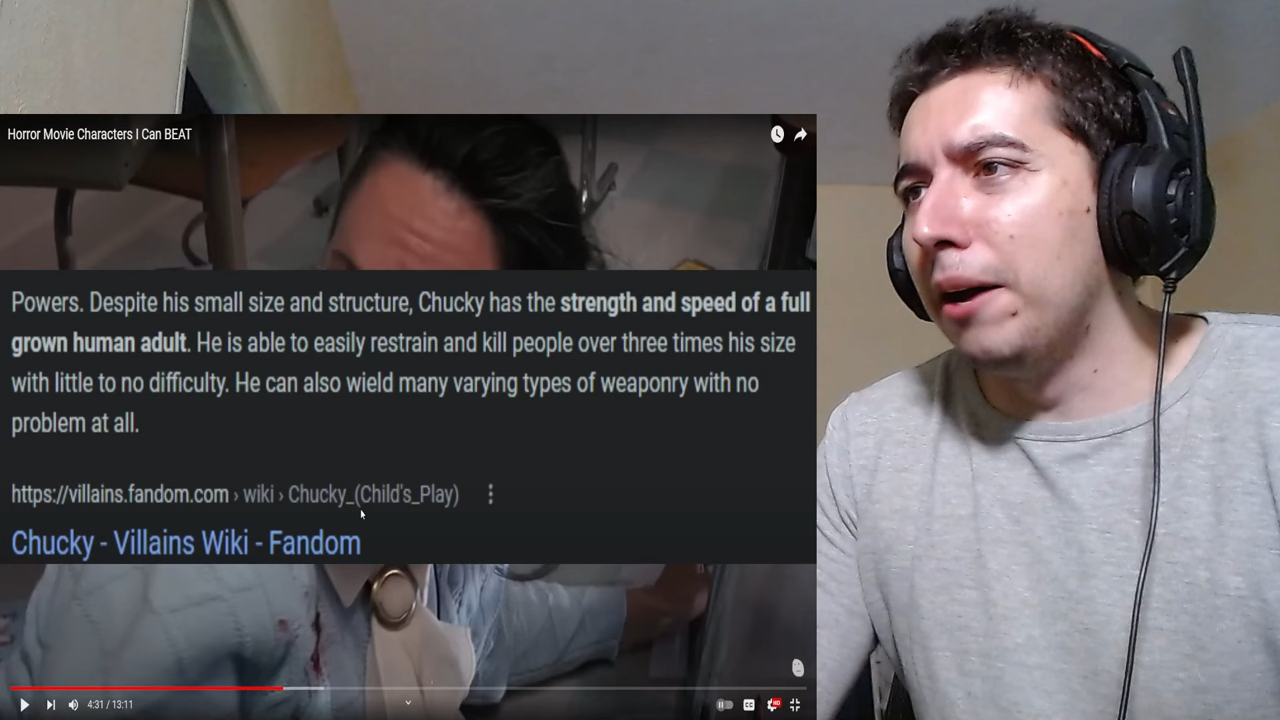 Horror Movie Characters I Can BEAT
Powers. Despite his small size and structure, Chucky has the strength and speed of a full
grown human adult. He is able to easily restrain and kill people over three times his size
with little to no difficulty. He can also wield many varying types of weaponry with no
problem at all.
https://villains.fandom.com › wiki › Chucky_(Child's_Play)
Chucky - Villains Wiki - Fandom
4:31 / 13:11
CC
HD